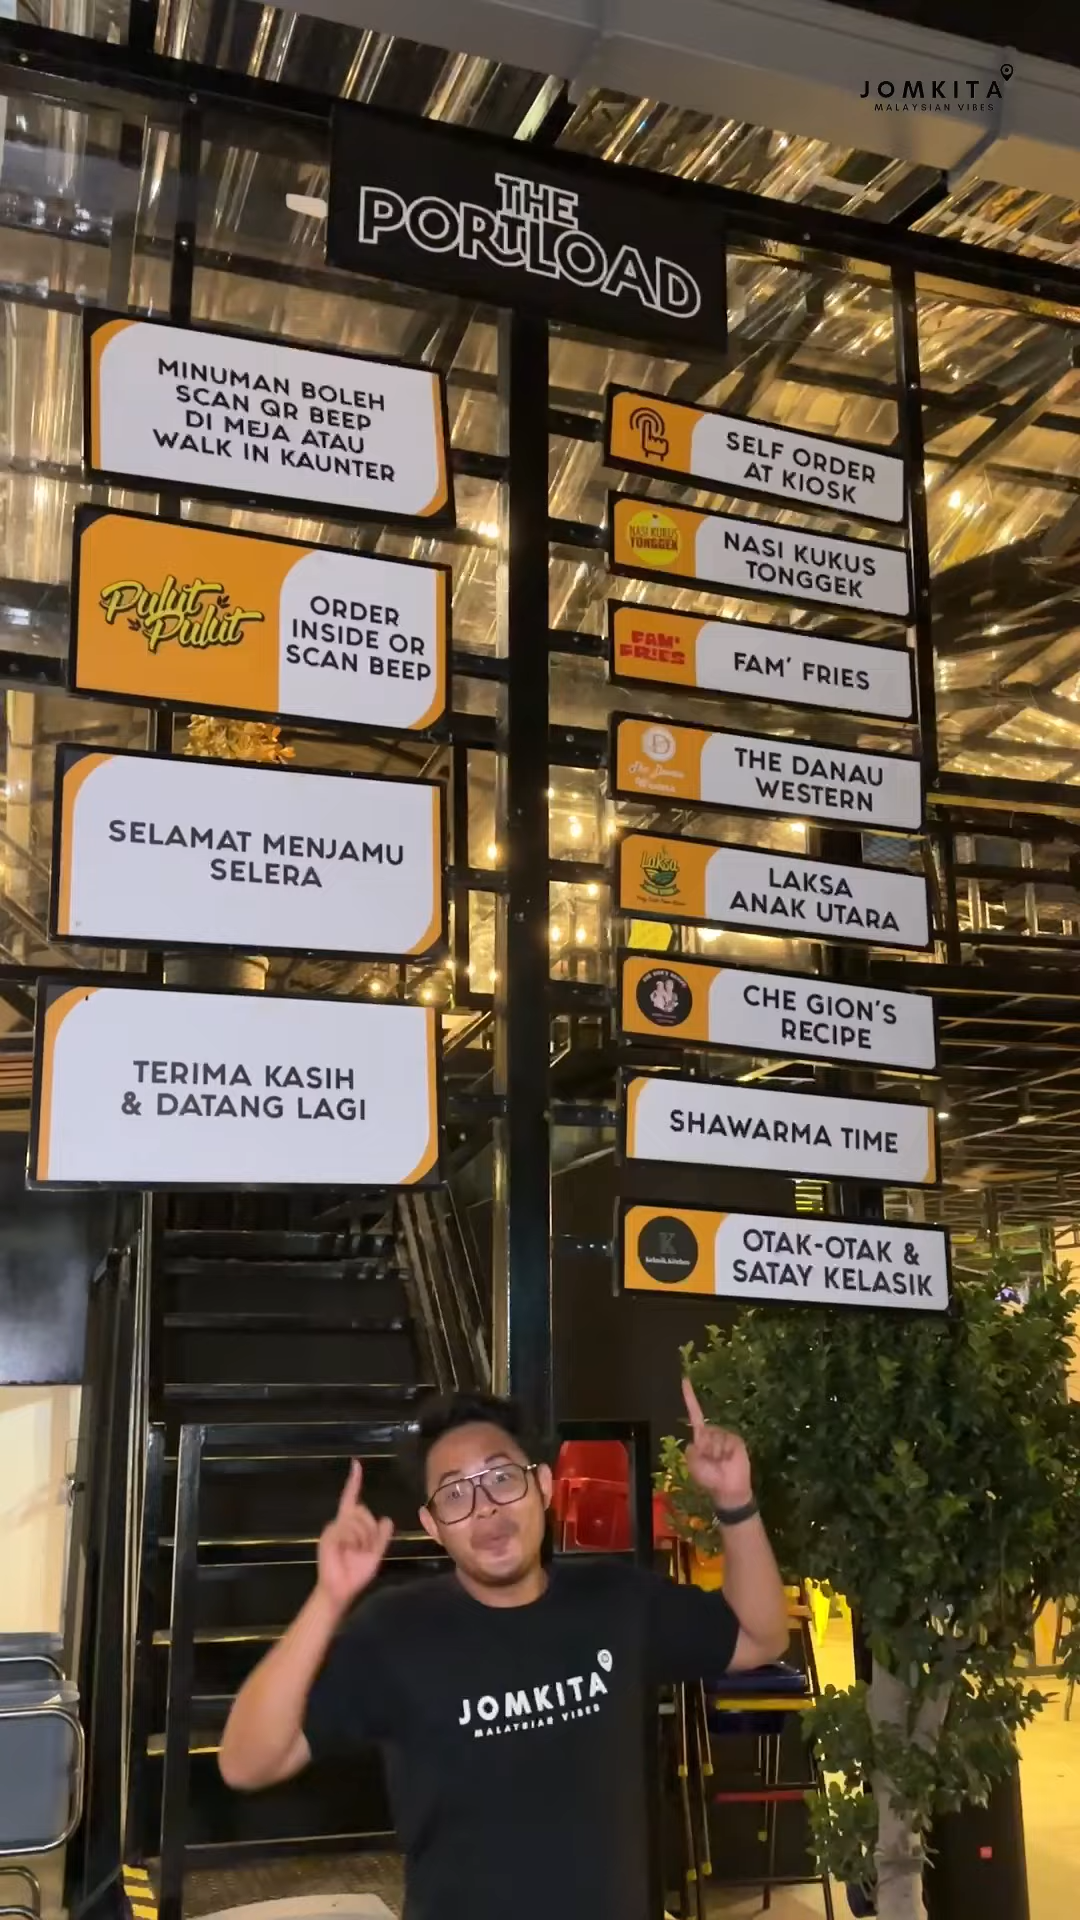 JOMKITA
MALAYSIAN VIBES
THE
PORTLOAD
MINUMAN BOLEH
SCAN QR BEEP
DI MEJA ATAU
WALK IN KAUNTER
Pulut
Pulut
ORDER
INSIDE OR
SCAN BEEP
SELAMAT MENJAMU
SELERA
TERIMA KASIH
& DATANG LAGI
SELF ORDER
AT KIOSK
NASI KUKUS
TONGGEK
NASI KUKUS
TONGGEK
FAM'
FRIES
FAM' FRIES
The Danau
Western
THE DANAU
WESTERN
Laksa
LAKSA
ANAK UTARA
CHE GION'S
RECIPE
SHAWARMA TIME
K
OTAK-OTAK &
SATAY KELASIK
JOMKITA
MALAYSIAN VIBES